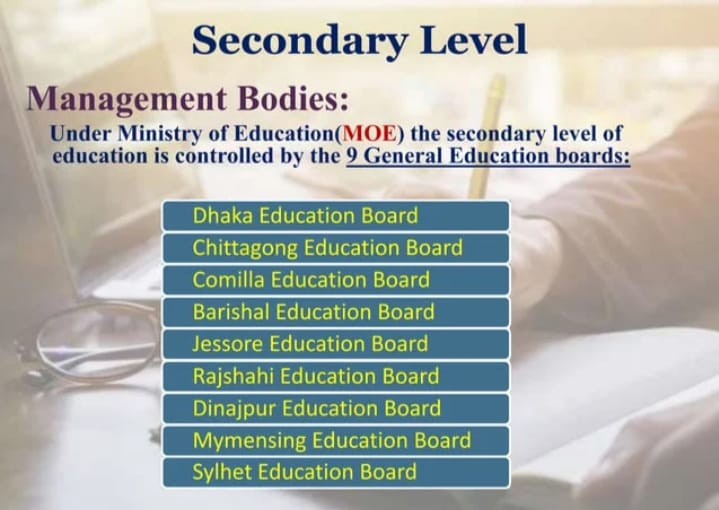 Secondary Level
Management Bodies:
Under Ministry of Education(MOE) the secondary level of
education is controlled by the 9 General Education boards:
Dhaka Education Board
Chittagong Education Board
Comilla Education Board
Barishal Education Board
Jessore Education Board
Rajshahi Education Board
Dinajpur Education Board
Mymensing Education Board
Sylhet Education Board